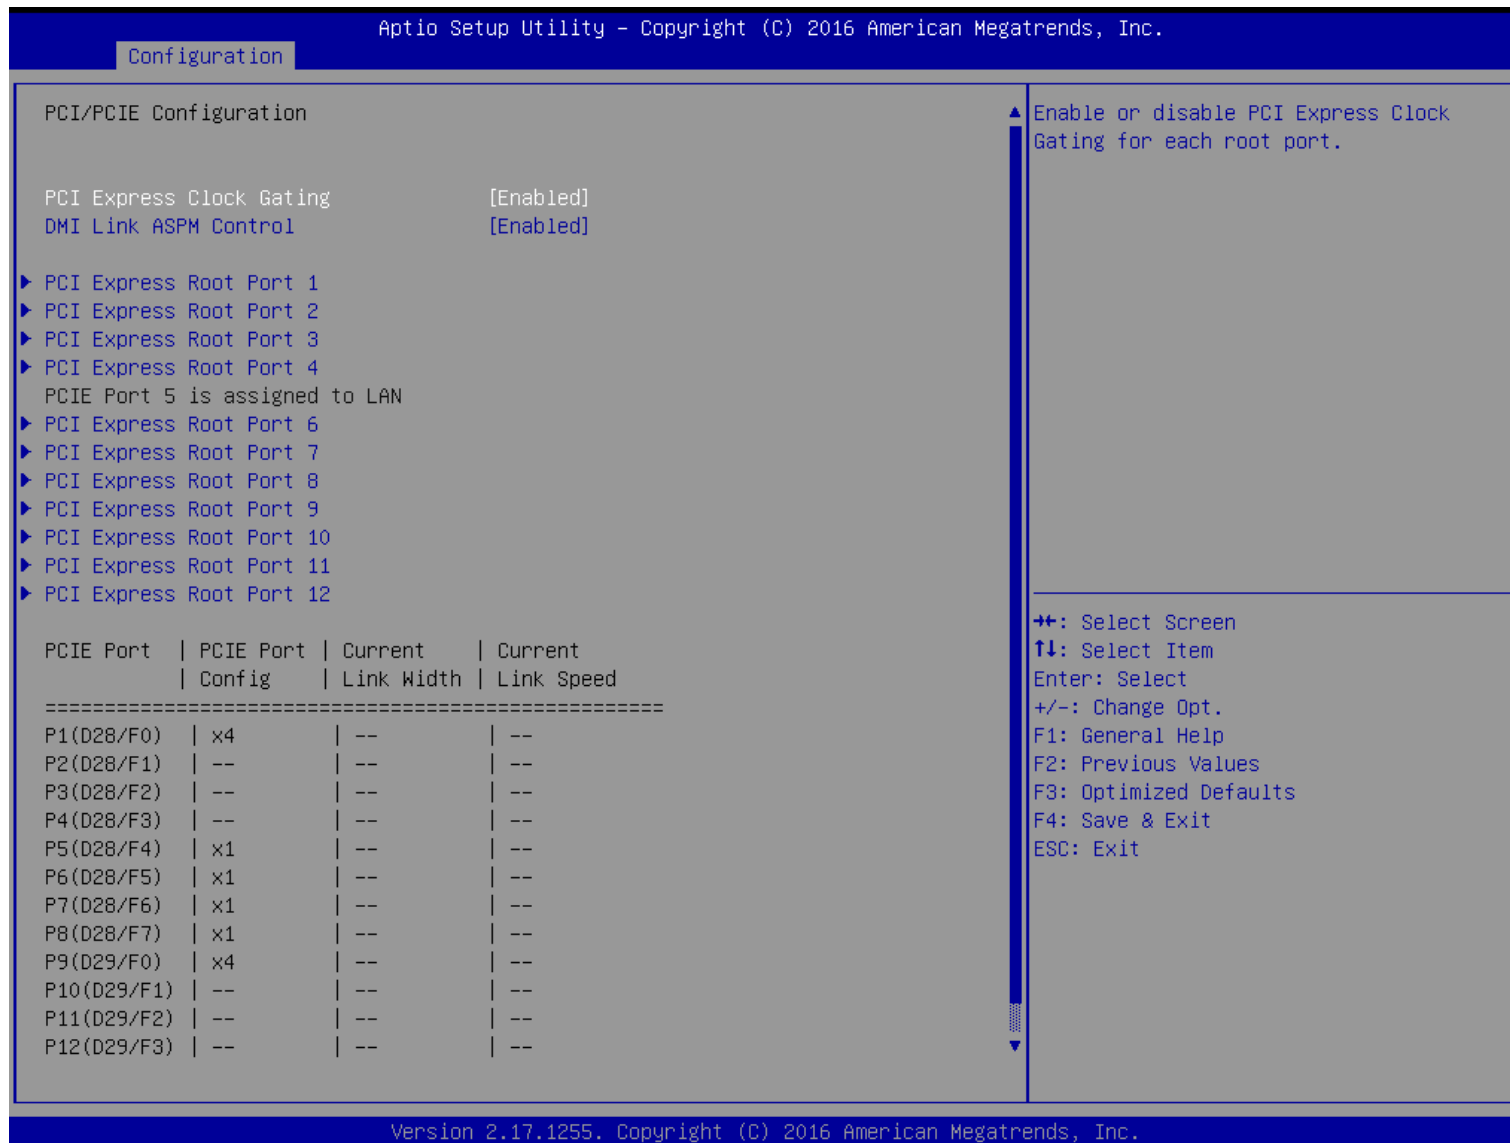 Aptio Setup Utility – Copyright (C) 2016 American Megatrends, Inc.
Configuration
PCI/PCIE Configuration
PCI Express Clock Gating [Enabled]
DMI Link ASPM Control [Enabled]
PCI Express Root Port 1
PCI Express Root Port 2
PCI Express Root Port 3
PCI Express Root Port 4
PCIE Port 5 is assigned to LAN
PCI Express Root Port 6
PCI Express Root Port 7
PCI Express Root Port 8
PCI Express Root Port 9
PCI Express Root Port 10
PCI Express Root Port 11
PCI Express Root Port 12
PCIE Port | PCIE Port | Current | Current
| Config | Link Width | Link Speed
====================================================
P1(D28/F0) | x4 | -- | --
P2(D28/F1) | -- | -- | --
P3(D28/F2) | -- | -- | --
P4(D28/F3) | -- | -- | --
P5(D28/F4) | x1 | -- | --
P6(D28/F5) | x1 | -- | --
P7(D28/F6) | x1 | -- | --
P8(D28/F7) | x1 | -- | --
P9(D29/F0) | x4 | -- | --
P10(D29/F1) | -- | -- | --
P11(D29/F2) | -- | -- | --
P12(D29/F3) | -- | -- | --
Enable or disable PCI Express Clock
Gating for each root port.
→←: Select Screen
↑↓: Select Item
Enter: Select
+/-: Change Opt.
F1: General Help
F2: Previous Values
F3: Optimized Defaults
F4: Save & Exit
ESC: Exit
Version 2.17.1255. Copyright (C) 2016 American Megatrends, Inc.